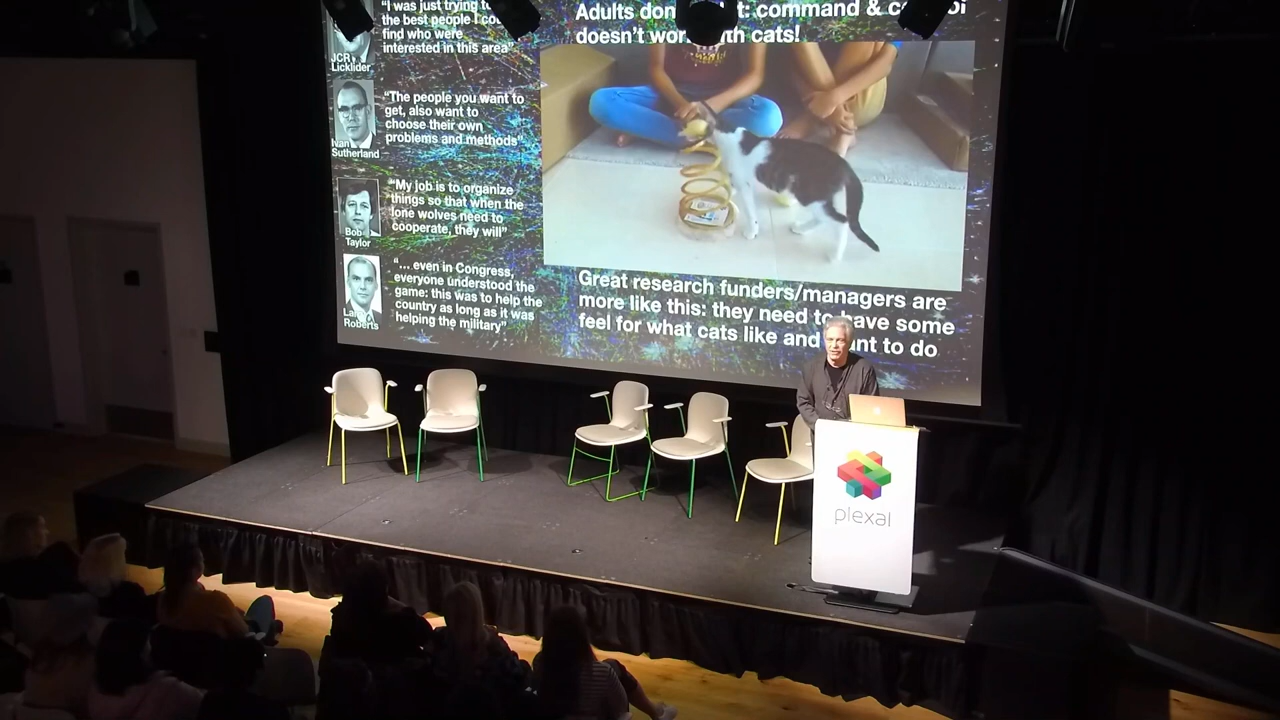 "I was just trying to
the best people I cou
find who were
interested in this area"
JCR
Licklider
"The people you want to
get, also want to
choose their own
problems and methods"
Ivan
Sutherland
"My job is to organize
things so that when the
lone wolves need to
cooperate, they will"
Bob
Taylor
"... even in Congress,
everyone understood the
game: this was to help the
country as long as it was
helping the military"
Roberts
Adults don t: command & co ol
doesn't wor th cats!
Great research funders/managers are
more like this: they need to have some
feel for what cats like and ant to do
plexal